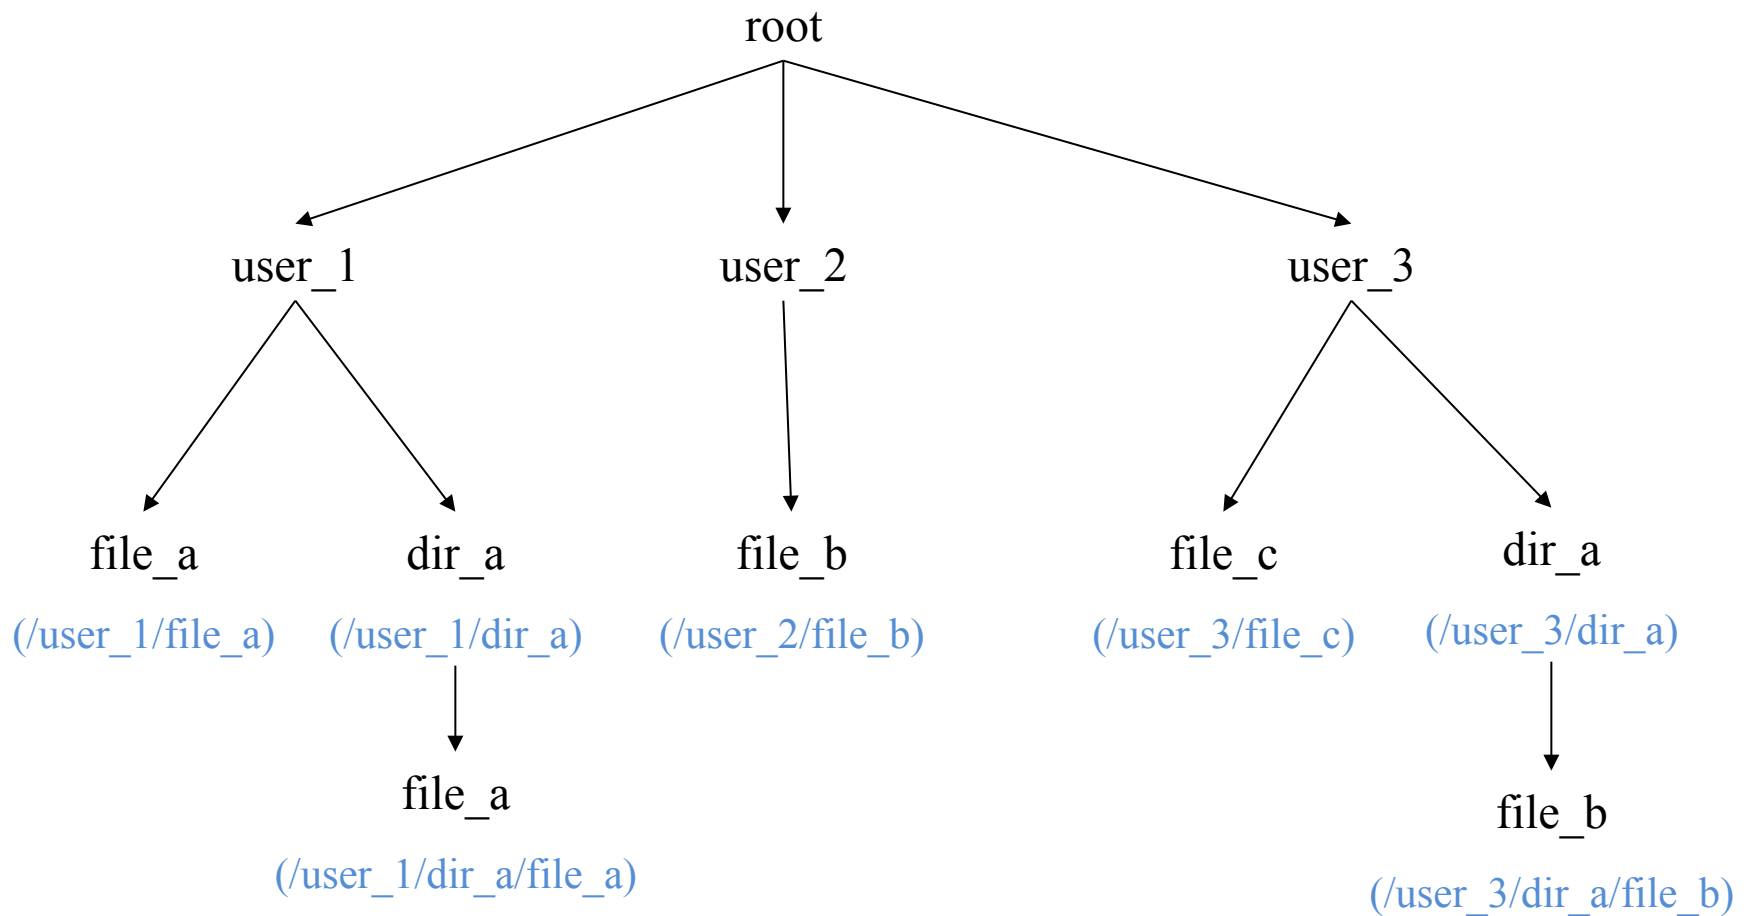 root
user_1
user_2
user_3
file_a
dir_a
file_b
file_c
dir_a
(/user_1/file_a)
(/user_1/dir_a)
(/user_2/file_b)
(/user_3/file_c)
(/user_3/dir_a)
file_a
file_b
(/user_1/dir_a/file_a)
(/user_3/dir_a/file_b)